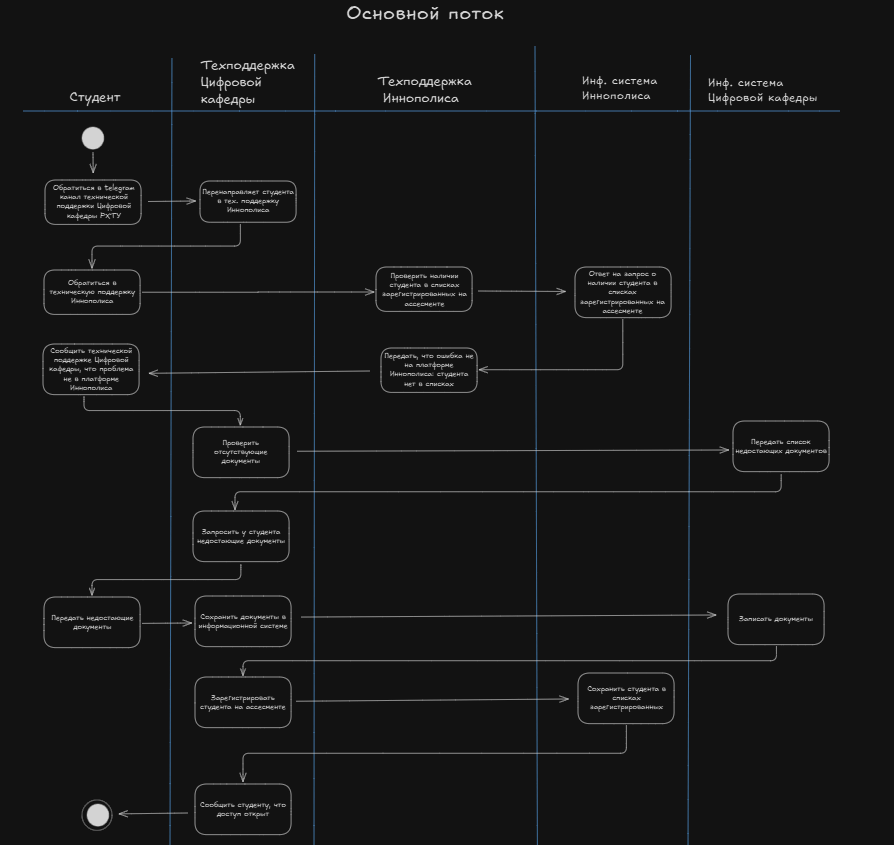 Основной поток
Студент
Техподдержка
Цифровой
кафедры
Техподдержка
Иннополиса
Инф. система
Иннополиса
Инф. система
Цифровой кафедры
Обратиться в telegram
канал технической
поддержки Цифровой
кафедры РХТУ
Перенаправляет студента
в тех. поддержку
Иннополиса
Обратиться в
техническую поддержку
Иннополиса
Проверить наличии
студента в списках
зарегистрированных на
ассесменте
Ответ на запрос о
наличии студента в
списках
зарегистрированных на
ассесменте
Сообщить технической
поддержке Цифровой
кафедры, что проблема
не в платформе
Иннополиса
Передать, что ошибка не
на платформе
Иннополиса: студента
нет в списках
Проверить
отсутствующие
документы
Передать список
недостающих документов
Запросить у студента
недостающие документы
Передать недостающие
документы
Сохранить документы в
информационной системе
Записать документы
Зарегистрировать
студента на ассесменте
Сохранить студента в
списках
зарегистрированных
Сообщить студенту, что
доступ открыт